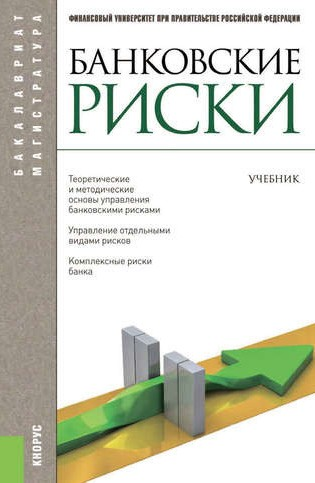 ФИНАНСОВЫЙ УНИВЕРСИТЕТ ПРИ ПРАВИТЕЛЬСТВЕ РОССИЙСКОЙ ФЕДЕРАЦИИ
БАКАЛАВРИАТ
МАГИСТРАТУРА
БАНКОВСКИЕ
РИСКИ
УЧЕБНИК
Теоретические
и методические
основы управления
банковскими рисками
Управление отдельными
видами рисков
Комплексные риски
банка
КНОРУС